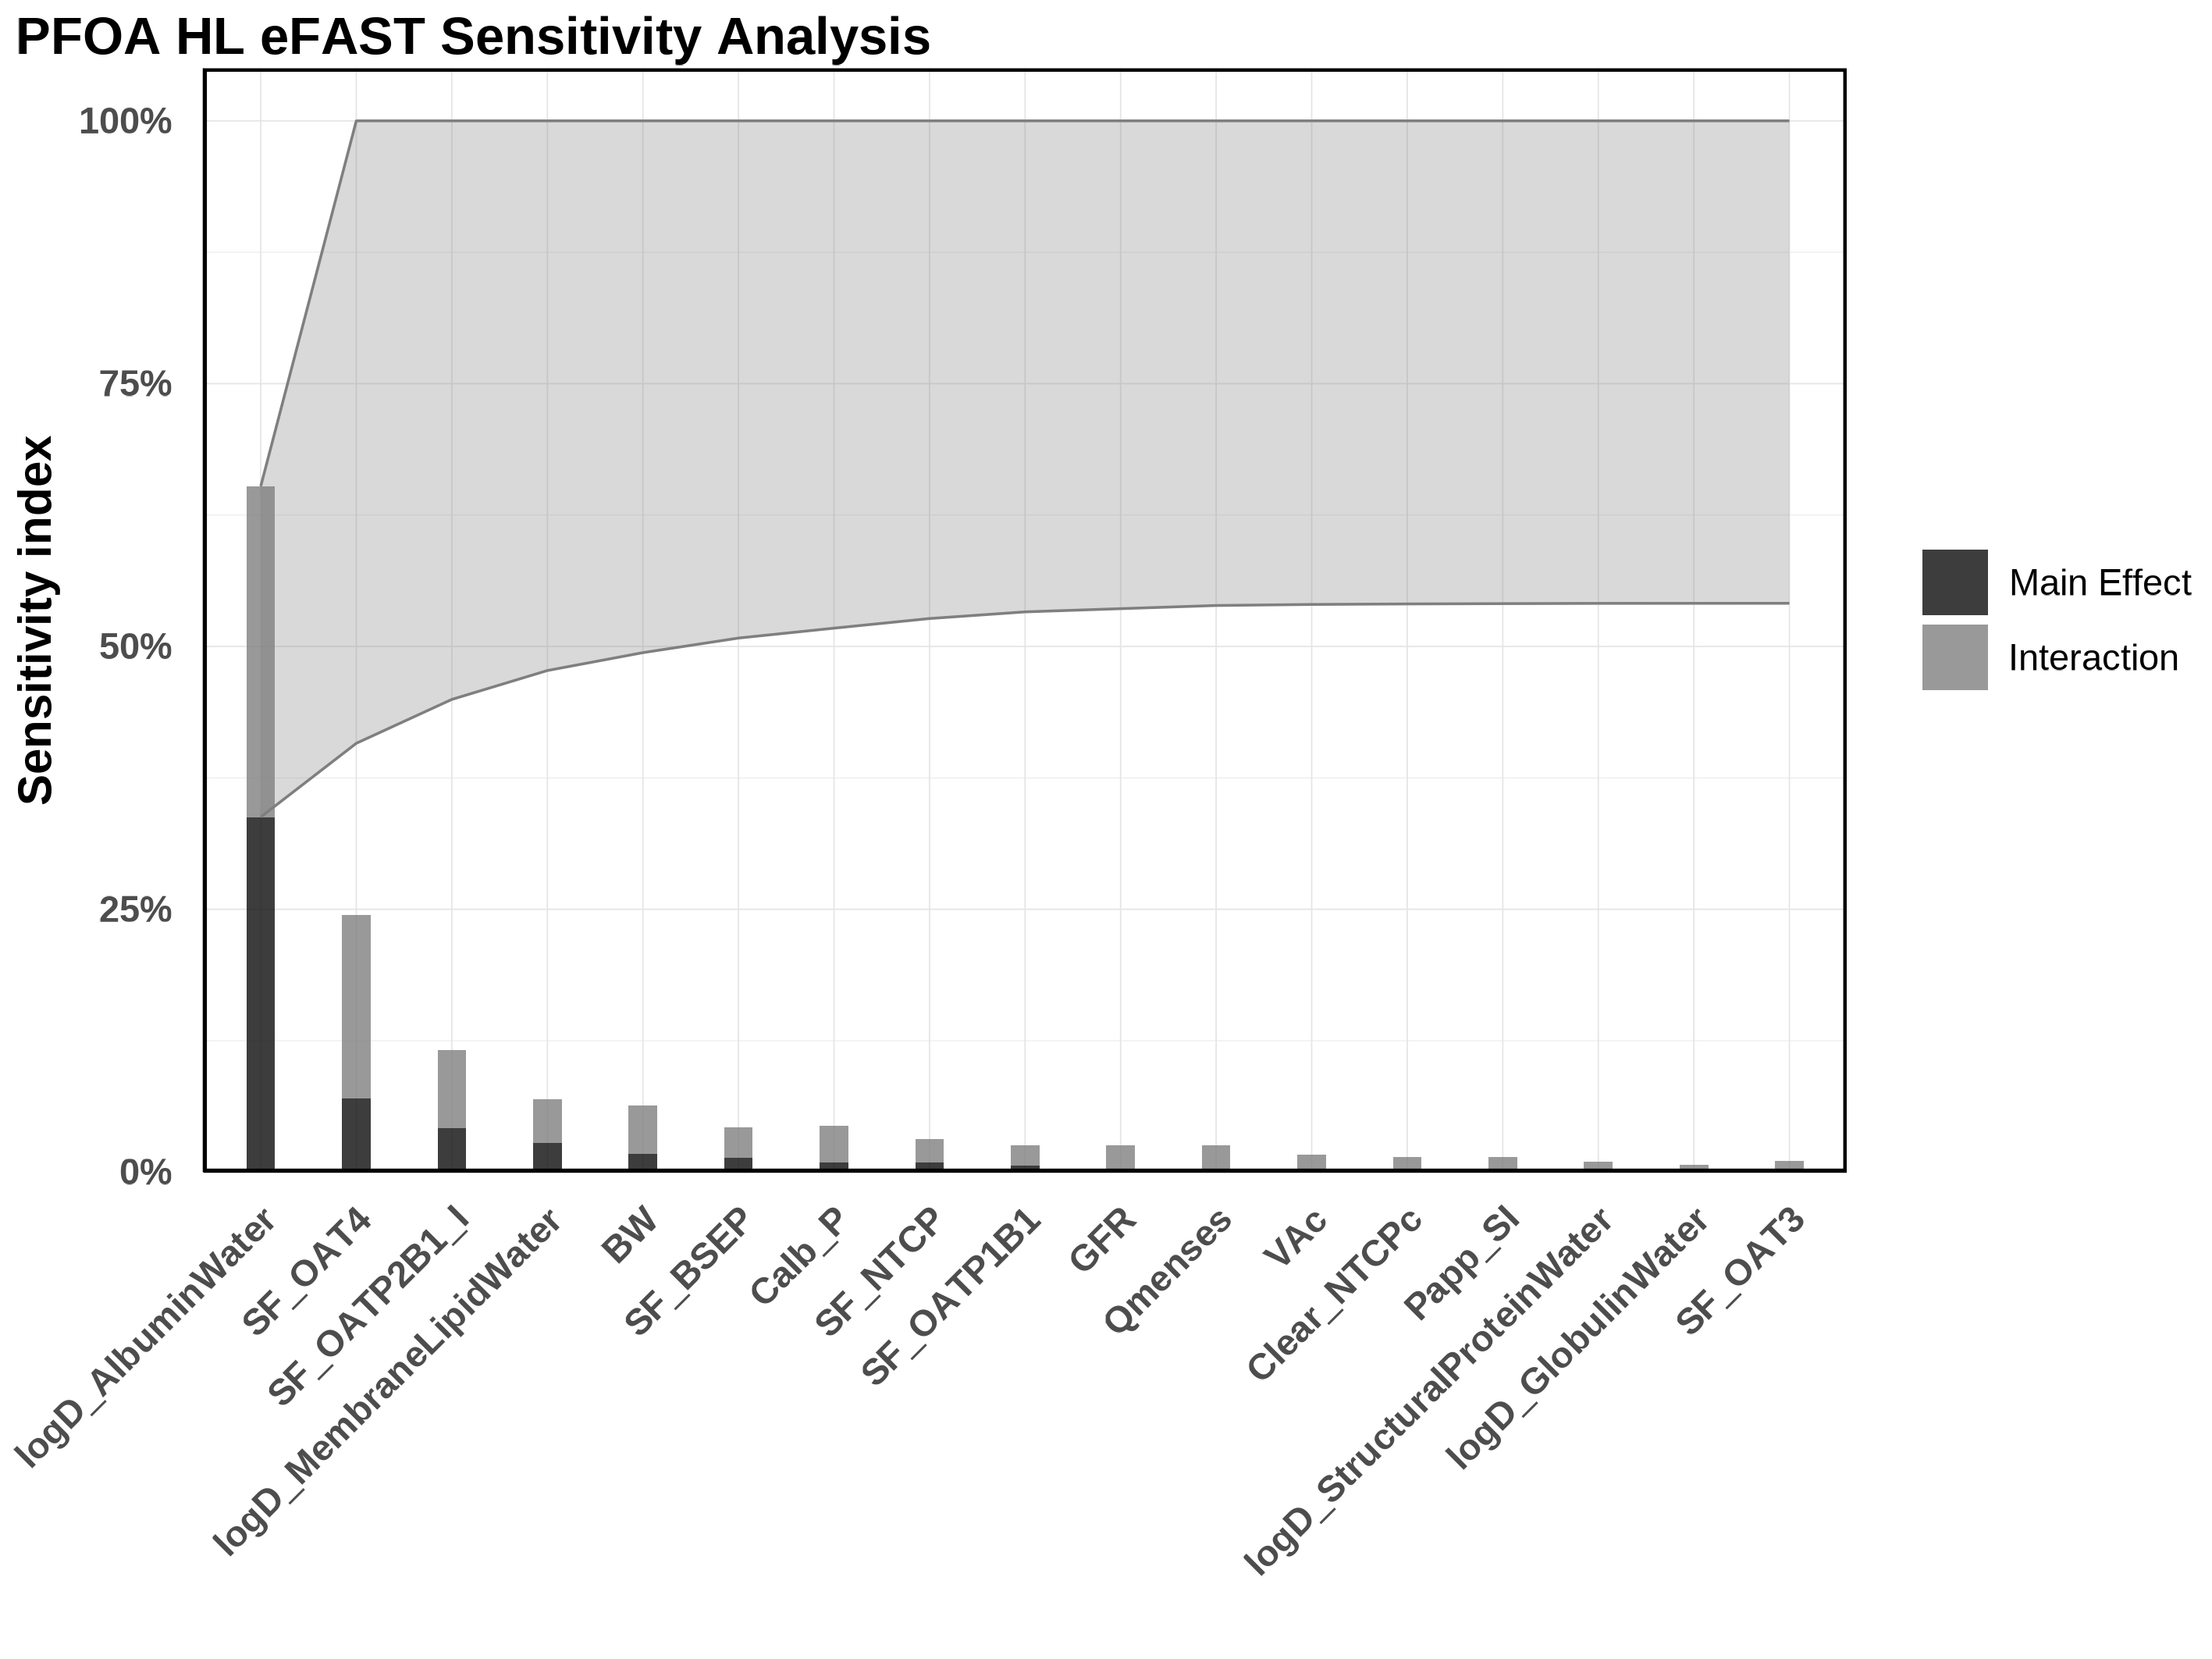 PFOA HL eFAST Sensitivity Analysis
Sensitivity index
100%
75%
50%
25%
0%
logD_AlbuminWater
SF_OAT4
SF_OATP2B1_I
logD_MembraneLipidWater
BW
SF_BSEP
Calb_P
SF_NTCP
SF_OATP1B1
GFR
Qmenses
VAc
Clear_NTCPc
Papp_SI
logD_StructuralProteinWater
logD_GlobulinWater
SF_OAT3
Main Effect
Interaction